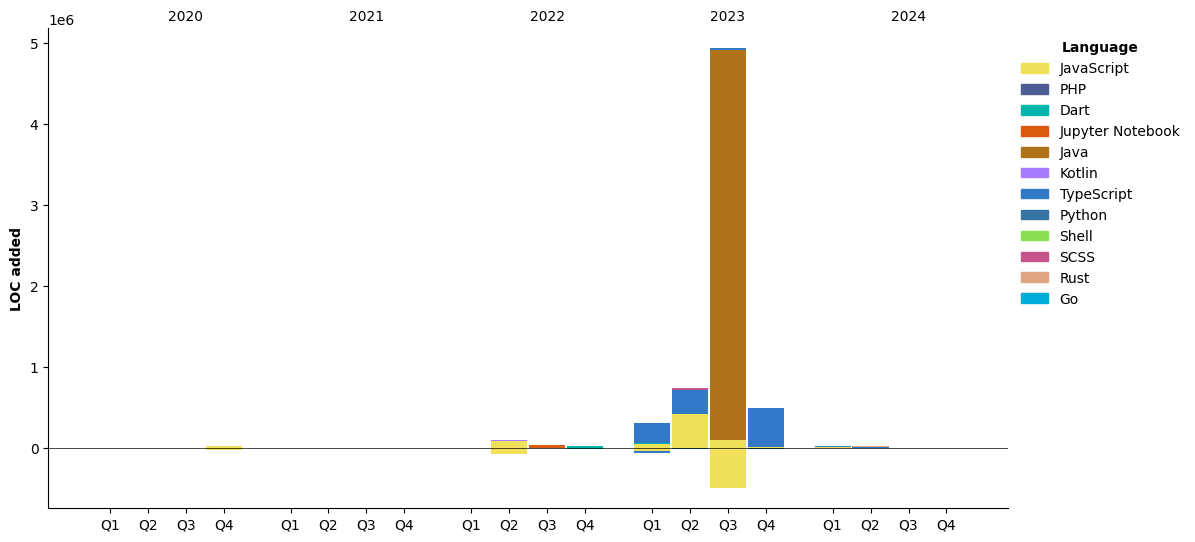 2020 2021 2022 2023 2024
1e6
5
4
3
2
1
0
LOC added
Q1 Q2 Q3 Q4 Q1 Q2 Q3 Q4 Q1 Q2 Q3 Q4 Q1 Q2 Q3 Q4 Q1 Q2 Q3 Q4
Language
JavaScript
PHP
Dart
Jupyter Notebook
Java
Kotlin
TypeScript
Python
Shell
SCSS
Rust
Go